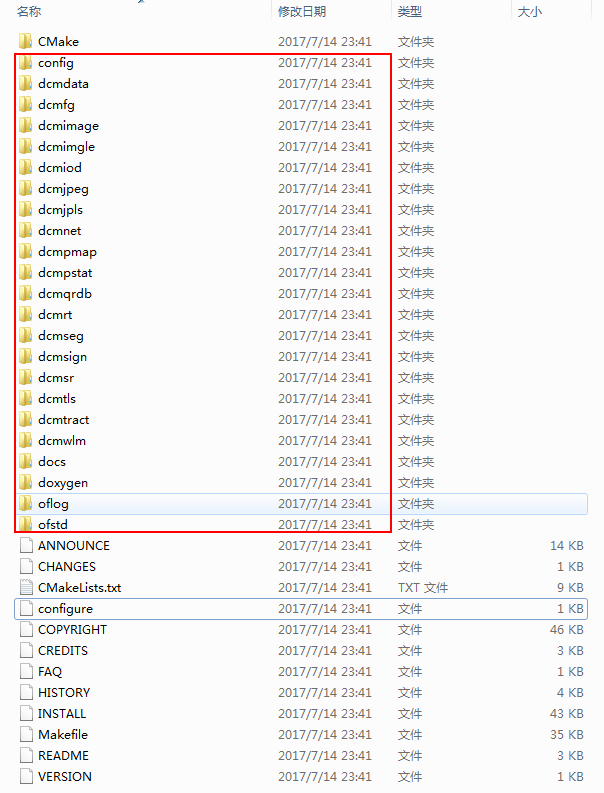 名称 修改日期 类型 大小
CMake 2017/7/14 23:41 文件夹
config 2017/7/14 23:41 文件夹
dcmdata 2017/7/14 23:41 文件夹
dcmfg 2017/7/14 23:41 文件夹
dcmimage 2017/7/14 23:41 文件夹
dcmimgle 2017/7/14 23:41 文件夹
dcmiod 2017/7/14 23:41 文件夹
dcmjpeg 2017/7/14 23:41 文件夹
dcmjpls 2017/7/14 23:41 文件夹
dcmnet 2017/7/14 23:41 文件夹
dcmpmap 2017/7/14 23:41 文件夹
dcmpstat 2017/7/14 23:41 文件夹
dcmqrdb 2017/7/14 23:41 文件夹
dcmrt 2017/7/14 23:41 文件夹
dcmseg 2017/7/14 23:41 文件夹
dcmsign 2017/7/14 23:41 文件夹
dcmsr 2017/7/14 23:41 文件夹
dcmtls 2017/7/14 23:41 文件夹
dcmtract 2017/7/14 23:41 文件夹
dcmwlm 2017/7/14 23:41 文件夹
docs 2017/7/14 23:41 文件夹
doxygen 2017/7/14 23:41 文件夹
oflog 2017/7/14 23:41 文件夹
ofstd 2017/7/14 23:41 文件夹
ANNOUNCE 2017/7/14 23:41 文件 14 KB
CHANGES 2017/7/14 23:41 文件 1 KB
CMakeLists.txt 2017/7/14 23:41 TXT 文件 9 KB
configure 2017/7/14 23:41 文件 1 KB
COPYRIGHT 2017/7/14 23:41 文件 46 KB
CREDITS 2017/7/14 23:41 文件 3 KB
FAQ 2017/7/14 23:41 文件 1 KB
HISTORY 2017/7/14 23:41 文件 4 KB
INSTALL 2017/7/14 23:41 文件 43 KB
Makefile 2017/7/14 23:41 文件 35 KB
README 2017/7/14 23:41 文件 3 KB
VERSION 2017/7/14 23:41 文件 1 KB